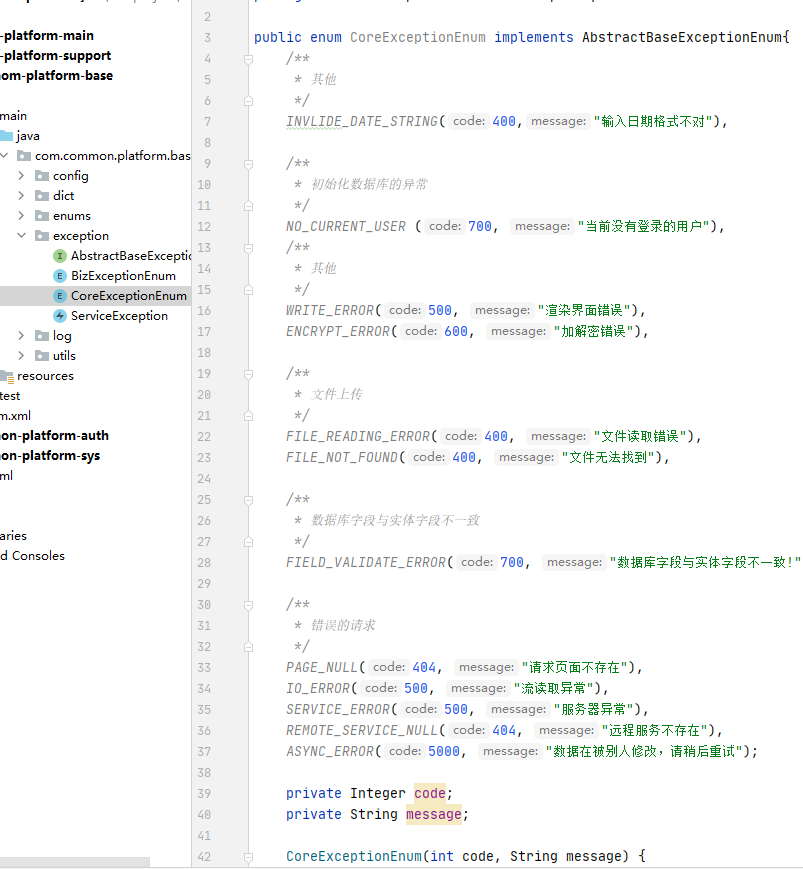 -platform-main
-platform-support
om-platform-base
main
java
com.common.platform.bas
config
dict
enums
exception
AbstractBaseExceptic
BizExceptionEnum
CoreExceptionEnum
ServiceException
log
utils
resources
test
m.xml
on-platform-auth
on-platform-sys
ml
aries
d Consoles
2
3 public enum CoreExceptionEnum implements AbstractBaseExceptionEnum{
4 /**
5 * 其他
6 */
7 INVLIDE_DATE_STRING( code: 400, message: "输入日期格式不对"),
8
9 /**
10 * 初始化数据库的异常
11 */
12 NO_CURRENT_USER ( code: 700, message: "当前没有登录的用户"),
13 /**
14 * 其他
15 */
16 WRITE_ERROR( code: 500, message: "渲染界面错误"),
17 ENCRYPT_ERROR( code: 600, message: "加解密错误"),
18
19 /**
20 * 文件上传
21 */
22 FILE_READING_ERROR( code: 400, message: "文件读取错误"),
23 FILE_NOT_FOUND( code: 400, message: "文件无法找到"),
24
25 /**
26 * 数据库字段与实体字段不一致
27 */
28 FIELD_VALIDATE_ERROR( code: 700, message: "数据库字段与实体字段不一致!"
29
30 /**
31 * 错误的请求
32 */
33 PAGE_NULL( code: 404, message: "请求页面不存在"),
34 IO_ERROR( code: 500, message: "流读取异常"),
35 SERVICE_ERROR( code: 500, message: "服务器异常"),
36 REMOTE_SERVICE_NULL( code: 404, message: "远程服务不存在"),
37 ASYNC_ERROR( code: 5000, message: "数据在被别人修改，请稍后重试");
38
39 private Integer code;
40 private String message;
41
42 CoreExceptionEnum(int code, String message) {